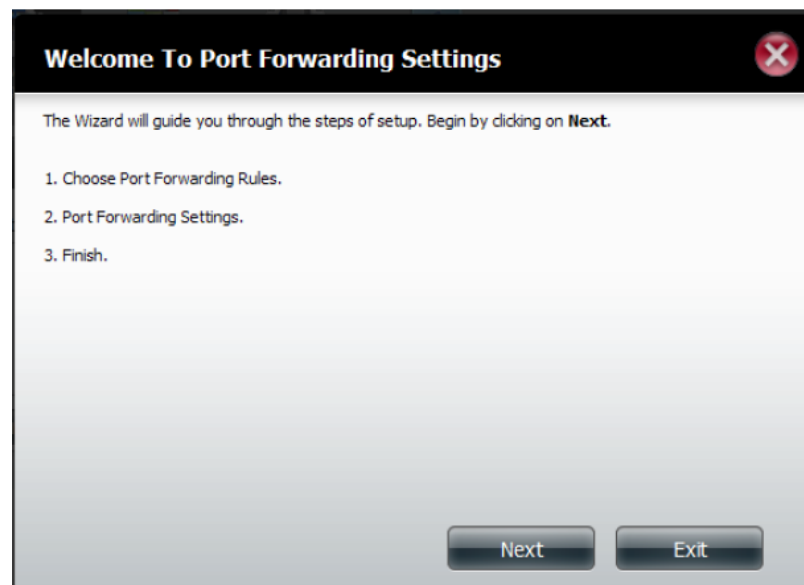 Welcome To Port Forwarding Settings
The Wizard will guide you through the steps of setup. Begin by clicking on Next.
1. Choose Port Forwarding Rules.
2. Port Forwarding Settings.
3. Finish.
Next Exit